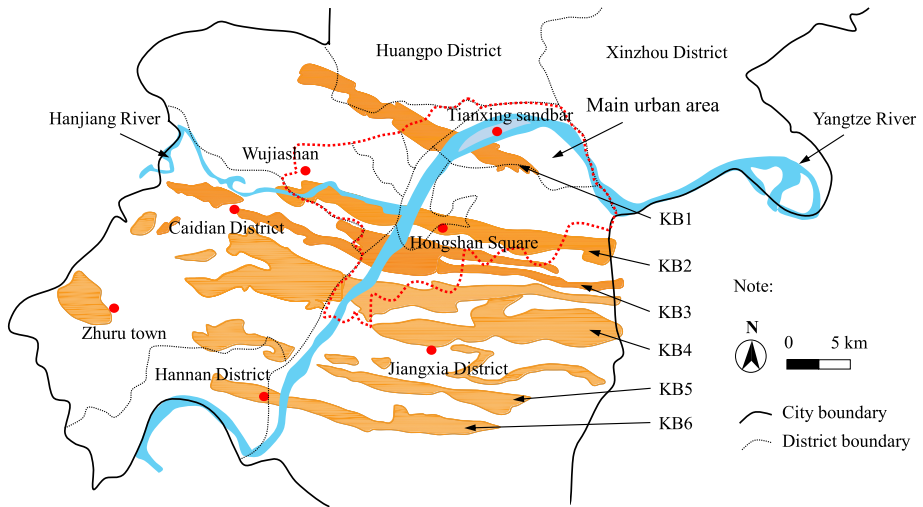 Huangpo District
Xinzhou District
Hanjiang River
Tianxing sandbar
Main urban area
Yangtze River
Wujiashan
KB1
Caidian District
Hongshan Square
KB2
Note:
KB3
Zhuru town
N
0 5 km
KB4
Hannan District
Jiangxia District
KB5
City boundary
KB6
District boundary